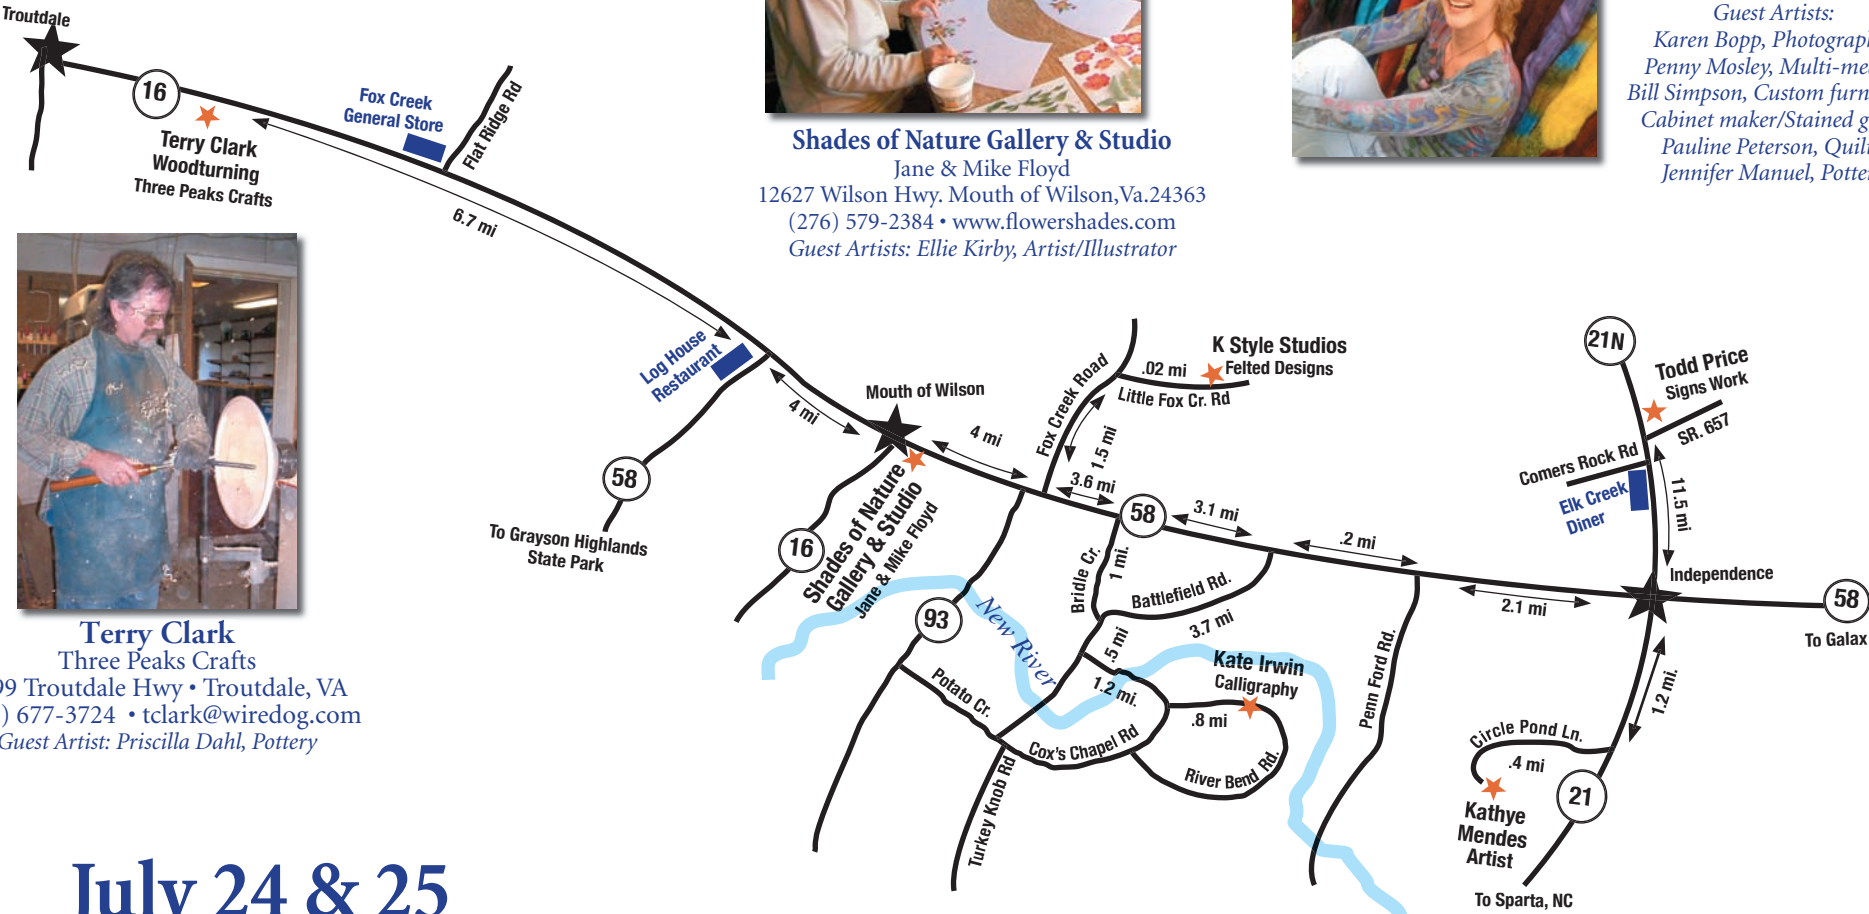 Troutdale
16
Terry Clark
Woodturning
Three Peaks Crafts
Fox Creek
General Store
Flat Ridge Rd
6.7 mi
Shades of Nature Gallery & Studio
Jane & Mike Floyd
12627 Wilson Hwy. Mouth of Wilson,Va.24363
(276) 579-2384 • www.flowershades.com
Guest Artists: Ellie Kirby, Artist/Illustrator
Guest Artists:
Karen Bopp,
Penny Mosley,
Bill Simpson, Custom
Cabinet maker/Stained
Pauline Peterson,
Jennifer Manuel,
Terry Clark
Three Peaks Crafts
99 Troutdale Hwy • Troutdale, VA
) 677-3724 • tclark@wiredog.com
Guest Artist: Priscilla Dahl, Pottery
July 24 & 25
Log House
Restaurant
58
To Grayson Highlands
State Park
4 mi
Mouth of Wilson
16
Shades of Nature
Gallery & Studio
Jane & Mike Floyd
4 mi
Fox Creek Road
1.5 mi
.02 mi
Little Fox Cr. Rd
K Style Studios
Felted Designs
3.6 mi
58
3.1 mi
.2 mi
2.1 mi
93
New River
Bridle Cr.
1 mi.
Battlefield Rd.
3.7 mi
.5 mi
1.2 mi.
Kate Irwin
Calligraphy
.8 mi
River Bend Rd.
Cox's Chapel Rd
Potato Cr.
Turkey Knob Rd
Penn Ford Rd.
21N
Todd Price
Signs Work
SR. 657
Comers Rock Rd
Elk Creek
Diner
11.5 mi
Independence
58
To Galax
1.2 mi.
Circle Pond Ln.
.4 mi
21
Kathye
Mendes
Artist
To Sparta, NC